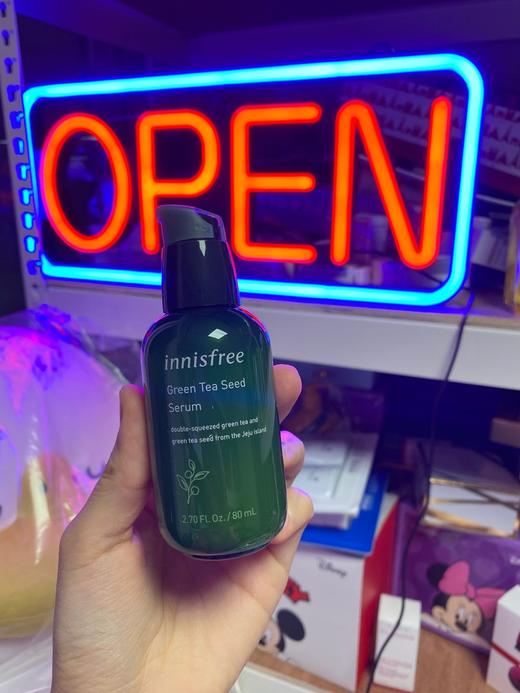 OPEN
innisfree
Green Tea Seed
Serum
double-squeezed green tea and
green tea seed from the Jeju island
2.70 FL. Oz. / 80 mL
Disney